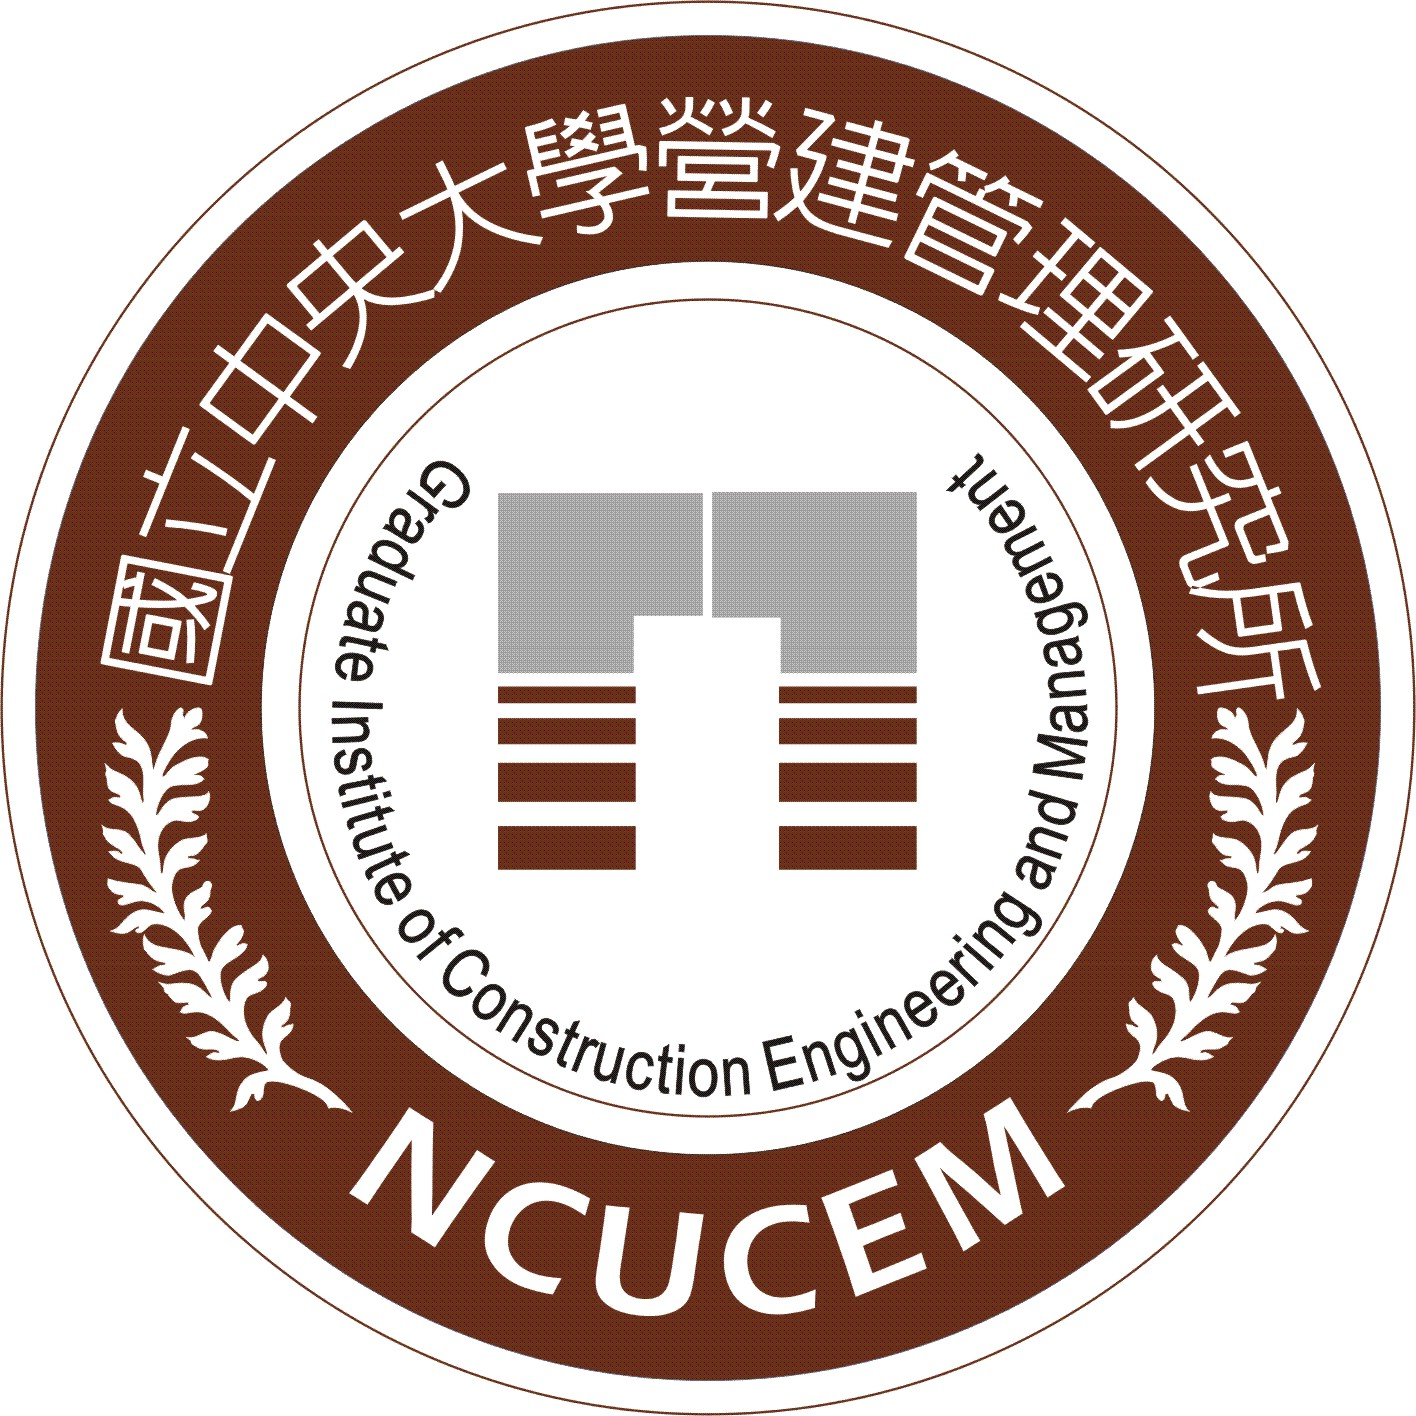 國立中央大學營建管理研究所
Graduate Institute of Construction Engineering and Management
NCUCEM